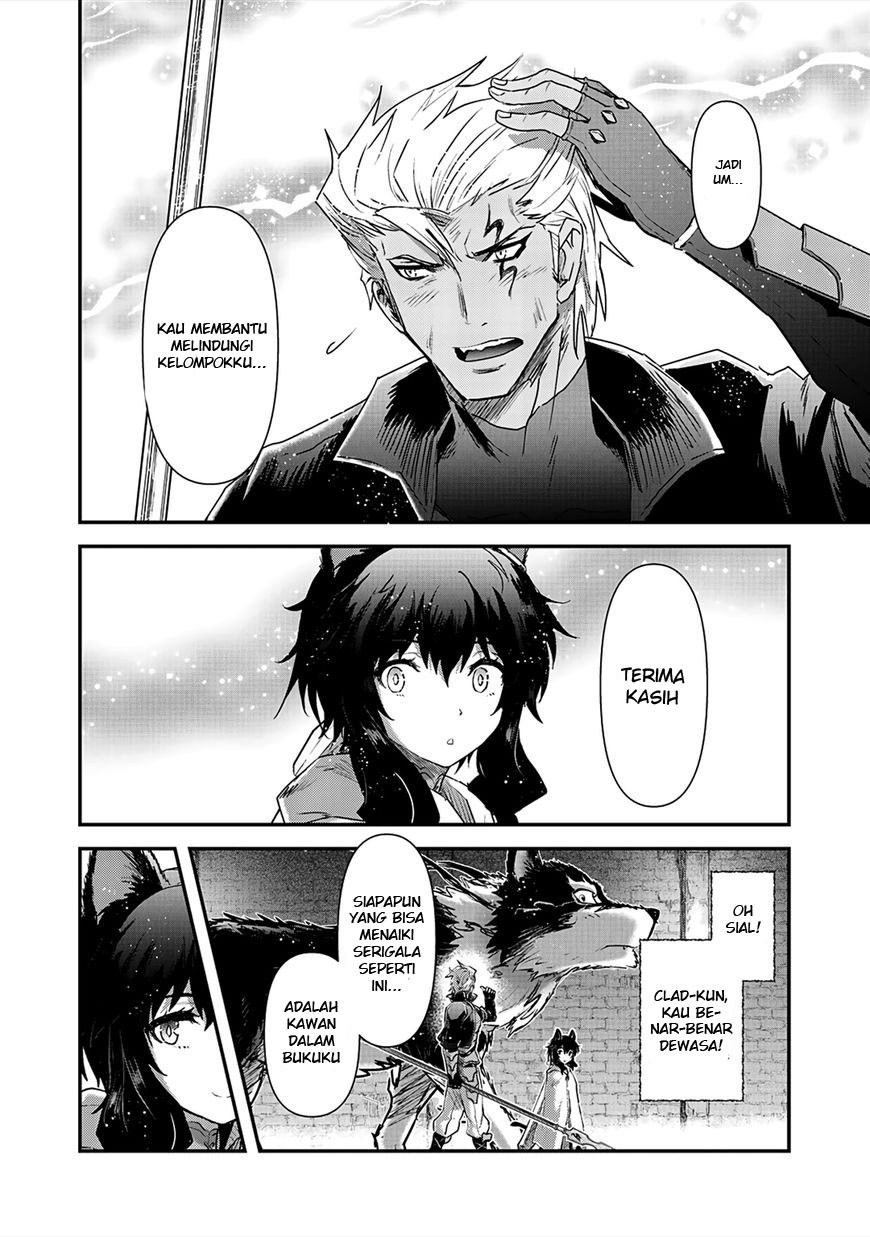 JADI
UM...
KAU MEMBANTU
MELINDUNGI
KELOMPOKKU...
TERIMA
KASIH
OH
SIAL!
CLAD-KUN,
KAU BE-
NAR-BENAR
DEWASA!
SIAPAPUN
YANG BISA
MENAIKI
SERIGALA
SEPERTI
INI...
ADALAH
KAWAN
DALAM
BUKUKU